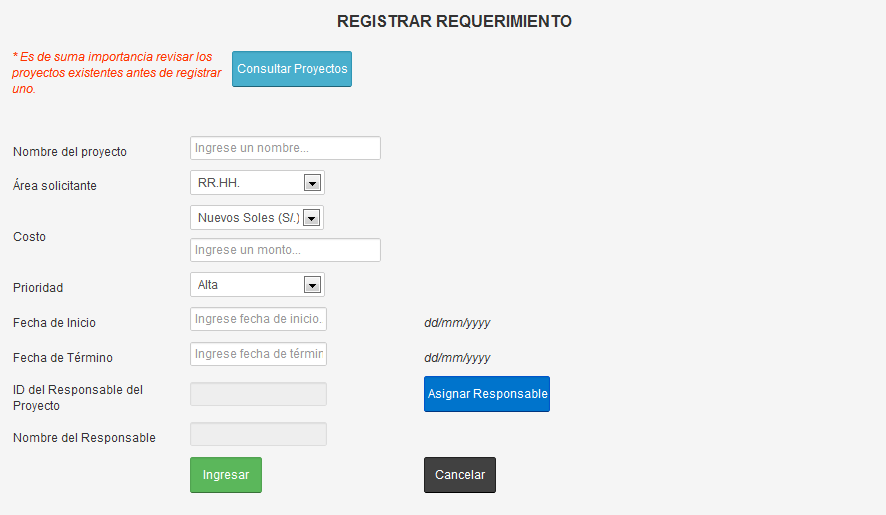 REGISTRAR REQUERIMIENTO
* Es de suma importancia revisar los
proyectos existentes antes de registrar
uno.
Consultar Proyectos
Nombre del proyecto
Ingrese un nombre...
Área solicitante
RR.HH.
Costo
Nuevos Soles (S/.)
Ingrese un monto...
Prioridad
Alta
Fecha de Inicio
Ingrese fecha de inicio.
dd/mm/yyyy
Fecha de Término
Ingrese fecha de térmir
dd/mm/yyyy
ID del Responsable del
Proyecto
Asignar Responsable
Nombre del Responsable
Ingresar
Cancelar